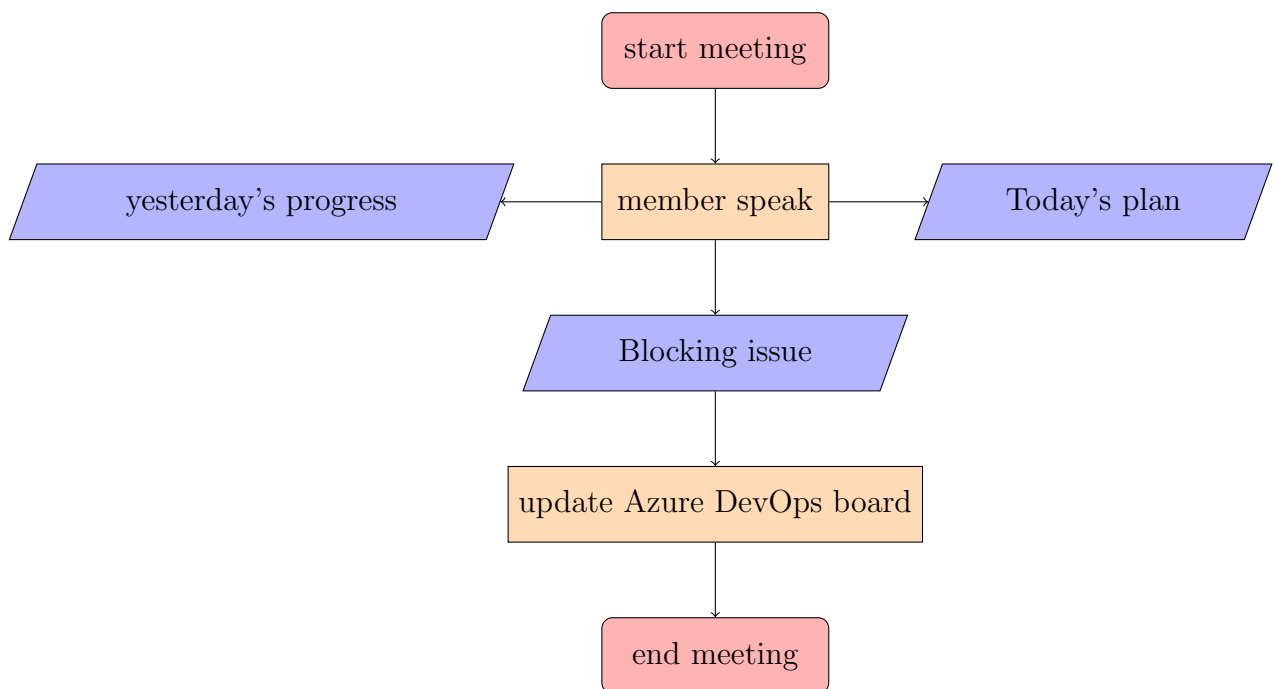 start meeting
yesterday's progress
member speak
Today's plan
Blocking issue
update Azure DevOps board
end meeting